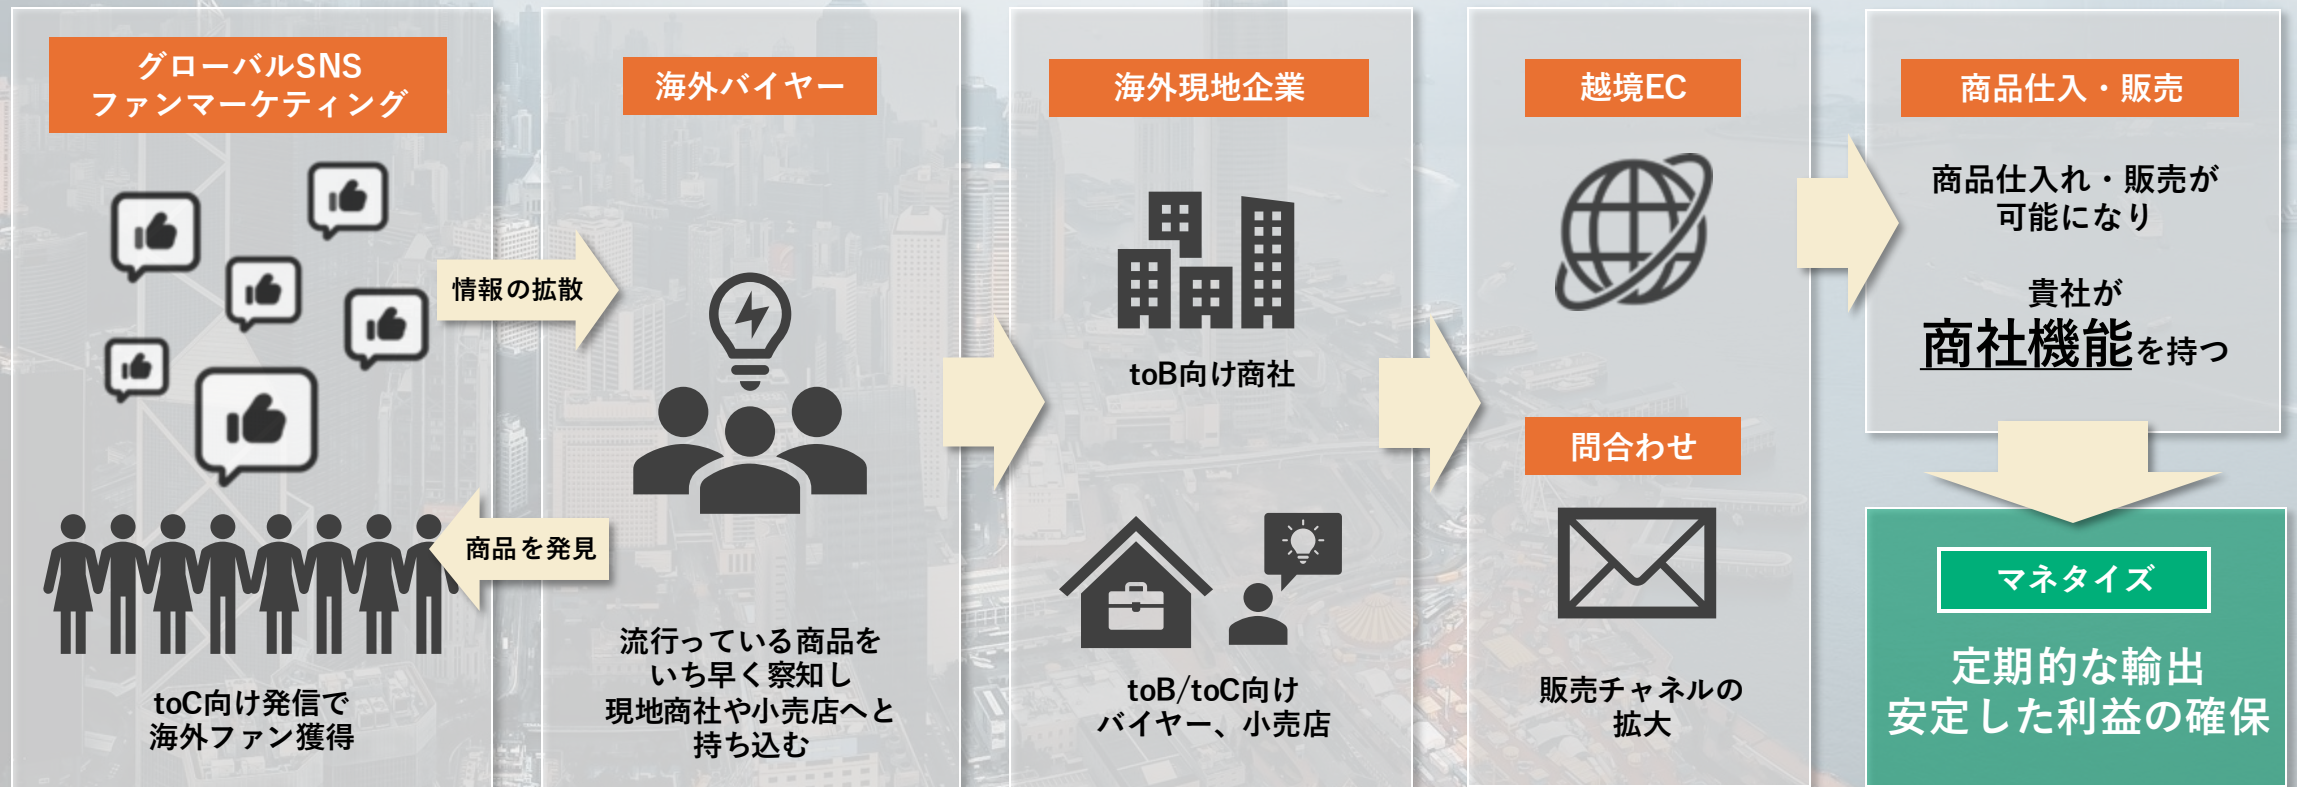 グローバルSNS
ファンマーケティング
情報の拡散
商品を発見
toC向け発信で
海外ファン獲得
海外バイヤー
流行っている商品を
いち早く察知し
現地商社や小売店へと
持ち込む
海外現地企業
toB向け商社
toB/toC向け
バイヤー、小売店
越境EC
問合わせ
販売チャネルの
拡大
商品仕入・販売
商品仕入れ・販売が
可能になり
貴社が
商社機能を持つ
マネタイズ
定期的な輸出
安定した利益の確保